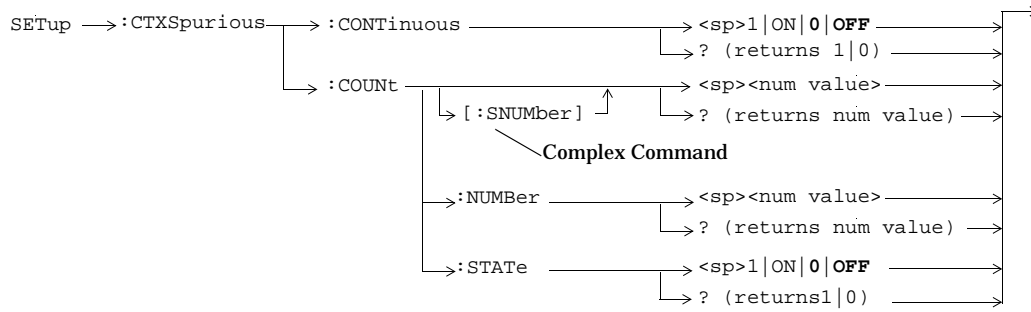 SETup :CTXSpurious :CONTinuous <sp>1|ON|0|OFF
? (returns 1|0)
:COUNt <sp><num value>
[:SNUMber] ? (returns num value)
Complex Command
:NUMBer <sp><num value>
? (returns num value)
:STATe <sp>1|ON|0|OFF
? (returns1|0)